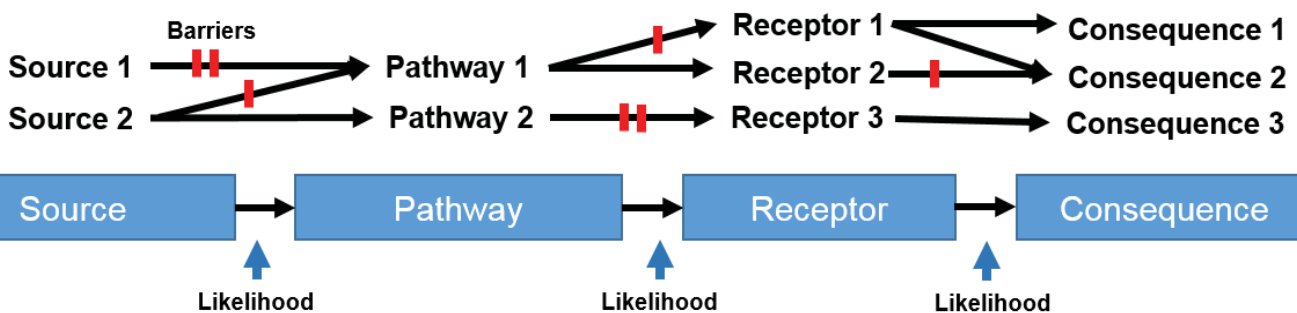 Barriers
Source 1 Pathway 1 Receptor 1 Consequence 1
Source 2 Pathway 2 Receptor 2 Consequence 2
Receptor 3 Consequence 3
Source Pathway Receptor Consequence
Likelihood Likelihood Likelihood